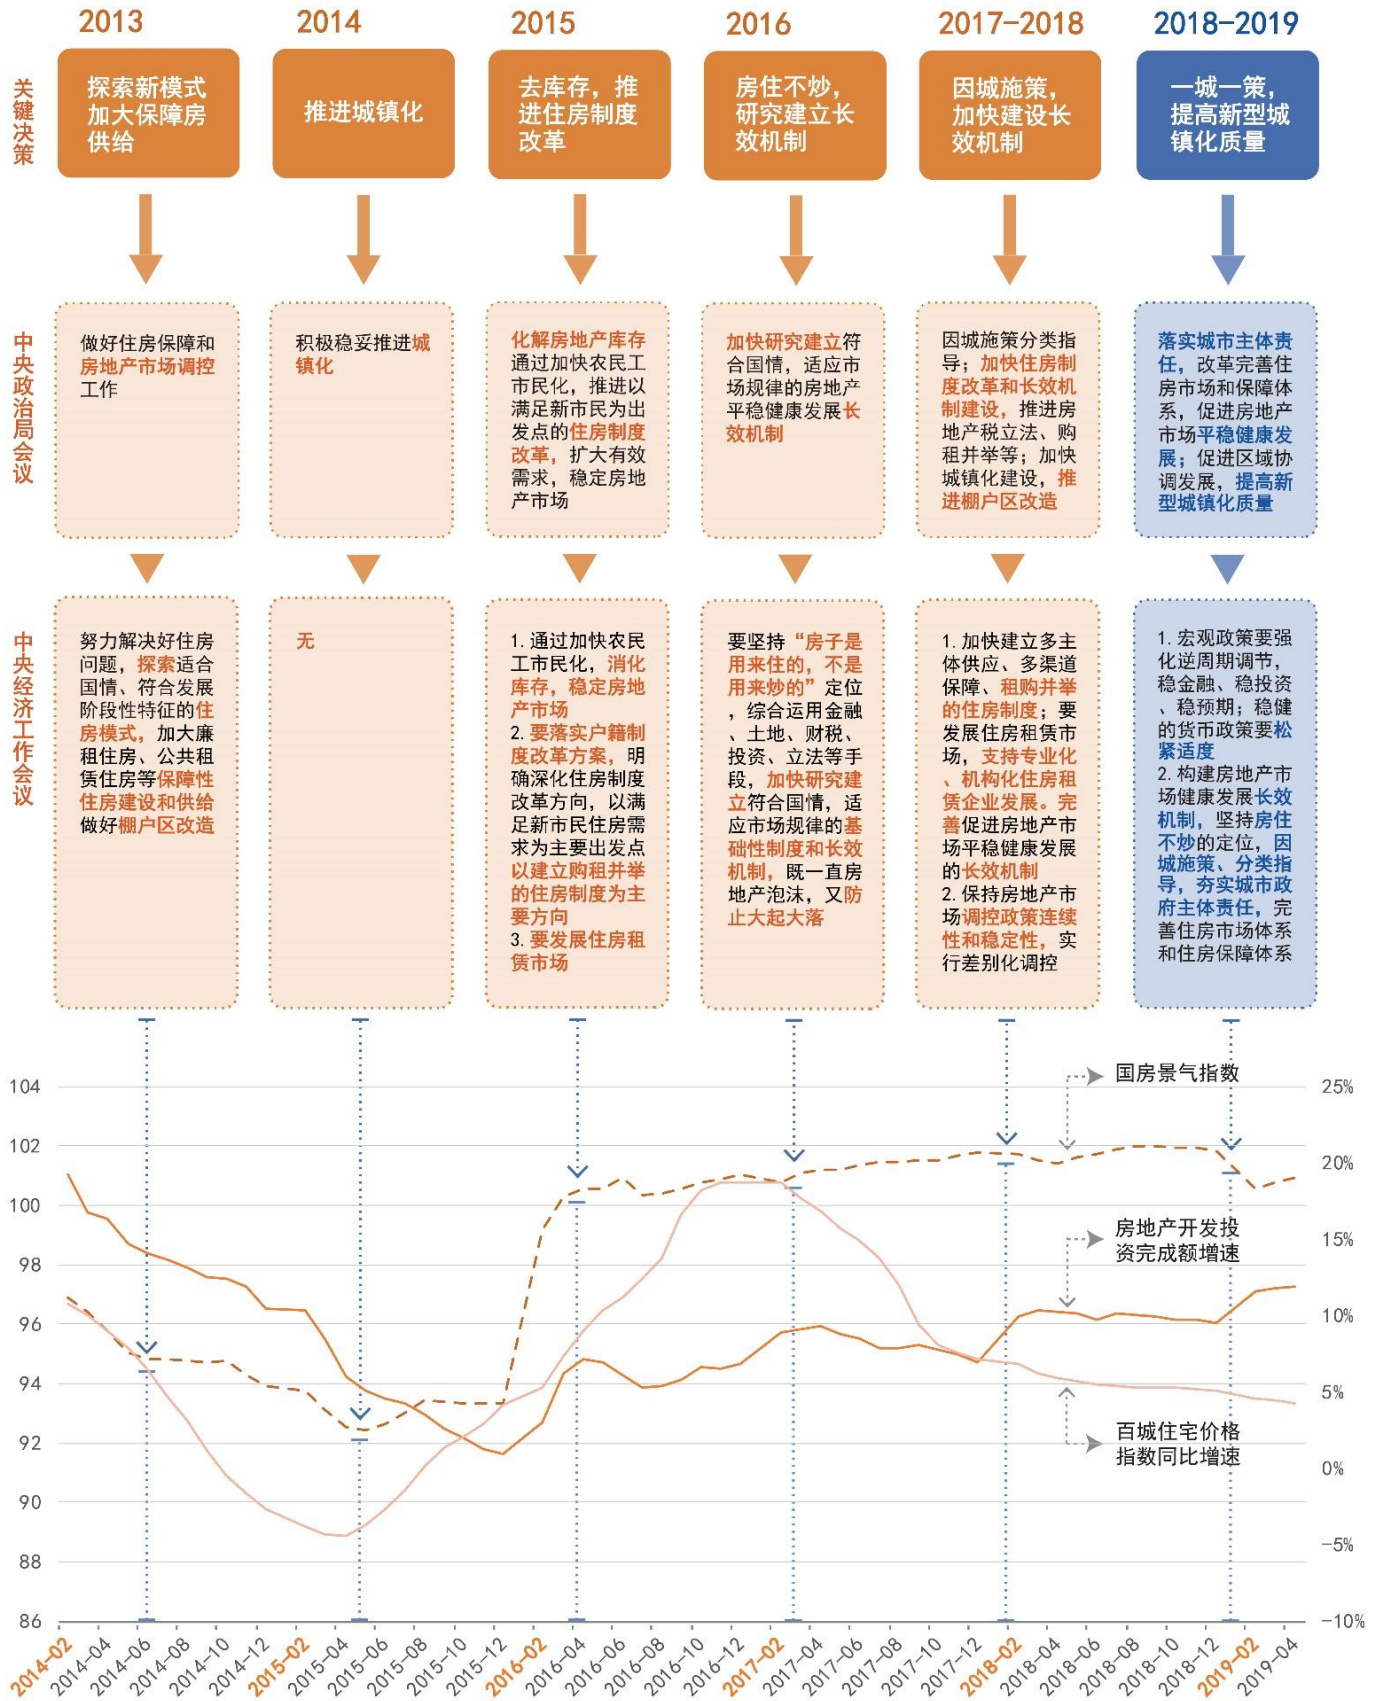 2013
2014
2015
2016
2017-2018
2018-2019
关键决策
探索新模式
加大保障房
供给
推进城镇化
去库存，推
进住房制度
改革
房住不炒，
研究建立长
效机制
因城施策，
加快建设长
效机制
一城一策，
提高新型城
镇化质量
中央政治局会议
做好住房保障和
房地产市场调控
工作
积极稳妥推进城
镇化
化解房地产库存
通过加快农民工
市民化，推进以
满足新市民为出
发点的住房制度
改革，扩大有效
需求，稳定房地
产市场
加快研究建立符
合国情，适应市
场规律的房地产
平稳健康发展长
效机制
因城施策分类指
导；加快住房制
度改革和长效机
制建设，推进房
地产税立法、购
租并举等；加快
城镇化建设，推
进棚户区改造
落实城市主体责
任，改革完善住
房市场和保障体
系，促进房地产
市场平稳健康发
展；促进区域协
调发展，提高新
型城镇化质量
中央经济工作会议
努力解决好住房
问题，探索适合
国情、符合发展
阶段性特征的住
房模式，加大廉
租住房、公共租
赁住房等保障性
住房建设和供给
做好棚户区改造
无
1. 通过加快农民
工市民化，消化
库存，稳定房地
产市场
2. 要落实户籍制
度改革方案，明
确深化住房制度
改革方向，以满
足新市民住房需
求为主要出发点
以建立购租并举
的住房制度为主
要方向
3. 要发展住房租
赁市场
要坚持“房子是
用来住的，不是
用来炒的”定位
，综合运用金融
、土地、财税、
投资、立法等手
段，加快研究建
立符合国情，适
应市场规律的基
础性制度和长效
机制，既一直房
地产泡沫，又防
止大起大落
1. 加快建立多主
体供应、多渠道
保障、租购并举
的住房制度；要
发展住房租赁市
场，支持专业化
、机构化住房租
赁企业发展。完
善促进房地产市
场平稳健康发展
的长效机制
2. 保持房地产市
场调控政策连续
性和稳定性，实
行差别化调控
1. 宏观政策要强
化逆周期调节，
稳金融、稳投资
、稳预期；稳健
的货币政策要松
紧适度
2. 构建房地产市
场健康发展长效
机制，坚持房住
不炒的定位，因
城施策、分类指
导，夯实城市政
府主体责任，完
善住房市场体系
和住房保障体系
104
102
100
98
96
94
92
90
88
86
25%
20%
15%
10%
5%
0%
-5%
-10%
国房景气指数
房地产开发投
资完成额增速
百城住宅价格
指数同比增速
2014-02
2014-04
2014-06
2014-08
2014-10
2014-12
2015-02
2015-04
2015-06
2015-08
2015-10
2015-12
2016-02
2016-04
2016-06
2016-08
2016-10
2016-12
2017-02
2017-04
2017-06
2017-08
2017-10
2017-12
2018-02
2018-04
2018-06
2018-08
2018-10
2018-12
2019-02
2019-04